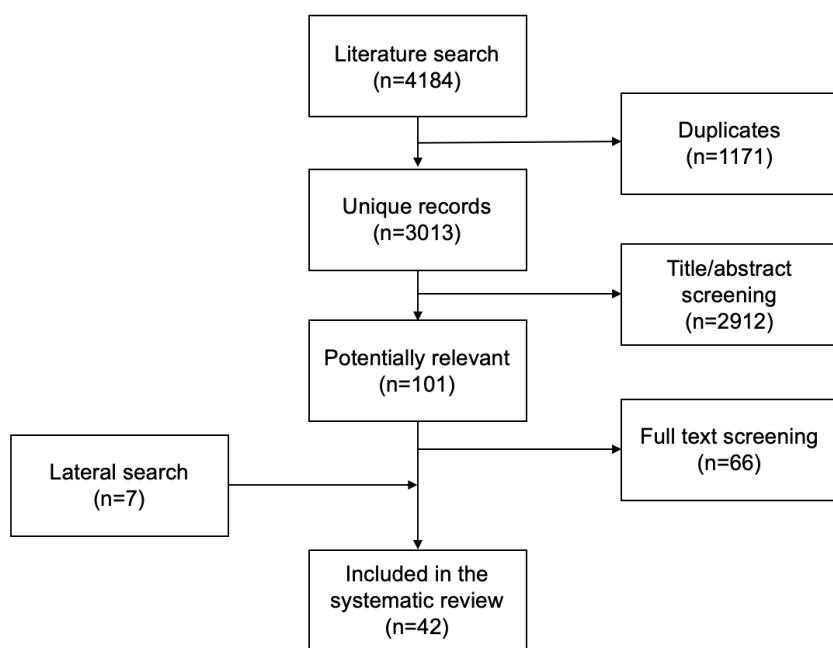 Literature search
(n=4184)
Duplicates
(n=1171)
Unique records
(n=3013)
Title/abstract
screening
(n=2912)
Potentially relevant
(n=101)
Full text screening
(n=66)
Lateral search
(n=7)
Included in the
systematic review
(n=42)